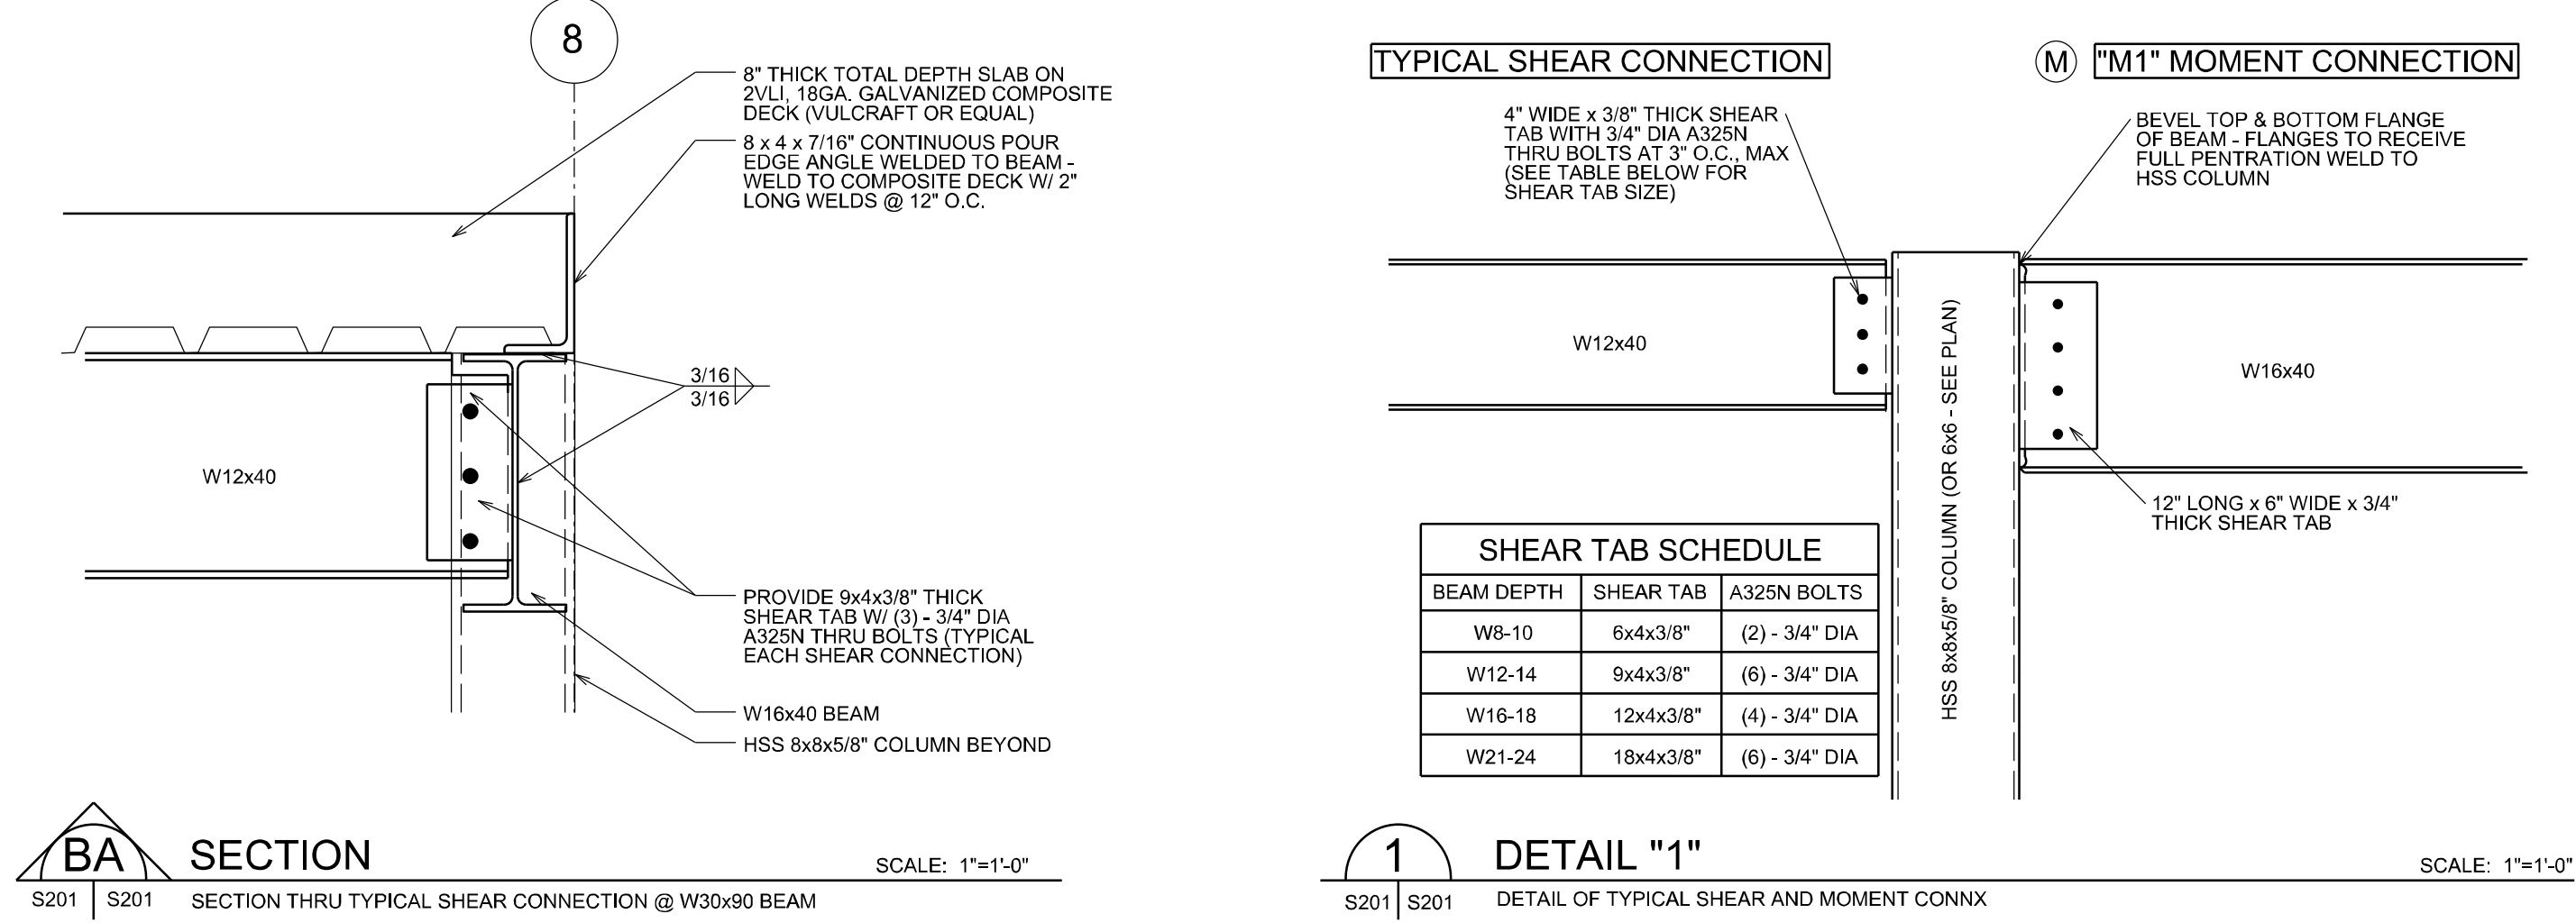 8
8" THICK TOTAL DEPTH SLAB ON
2VLI, 18GA. GALVANIZED COMPOSITE
DECK (VULCRAFT OR EQUAL)
8 x 4 x 7/16" CONTINUOUS POUR
EDGE ANGLE WELDED TO BEAM -
WELD TO COMPOSITE DECK W/ 2"
LONG WELDS @ 12" O.C.
3/16
3/16
W12x40
PROVIDE 9x4x3/8" THICK
SHEAR TAB W/ (3) - 3/4" DIA
A325N THRU BOLTS (TYPICAL
EACH SHEAR CONNECTION)
W16x40 BEAM
HSS 8x8x5/8" COLUMN BEYOND
BA
S201 S201
SECTION
SCALE: 1"=1'-0"
SECTION THRU TYPICAL SHEAR CONNECTION @ W30x90 BEAM
TYPICAL SHEAR CONNECTION
M "M1" MOMENT CONNECTION
4" WIDE x 3/8" THICK SHEAR
TAB WITH 3/4" DIA A325N
THRU BOLTS AT 3" O.C., MAX
(SEE TABLE BELOW FOR
SHEAR TAB SIZE)
BEVEL TOP & BOTTOM FLANGE
OF BEAM - FLANGES TO RECEIVE
FULL PENTRATION WELD TO
HSS COLUMN
W12x40
HSS 8x8x5/8" COLUMN (OR 6x6 - SEE PLAN)
W16x40
12" LONG x 6" WIDE x 3/4"
THICK SHEAR TAB
SHEAR TAB SCHEDULE
BEAM DEPTH SHEAR TAB A325N BOLTS
W8-10 6x4x3/8" (2) - 3/4" DIA
W12-14 9x4x3/8" (6) - 3/4" DIA
W16-18 12x4x3/8" (4) - 3/4" DIA
W21-24 18x4x3/8" (6) - 3/4" DIA
1
S201 S201
DETAIL "1"
SCALE: 1"=1'-0"
DETAIL OF TYPICAL SHEAR AND MOMENT CONNX